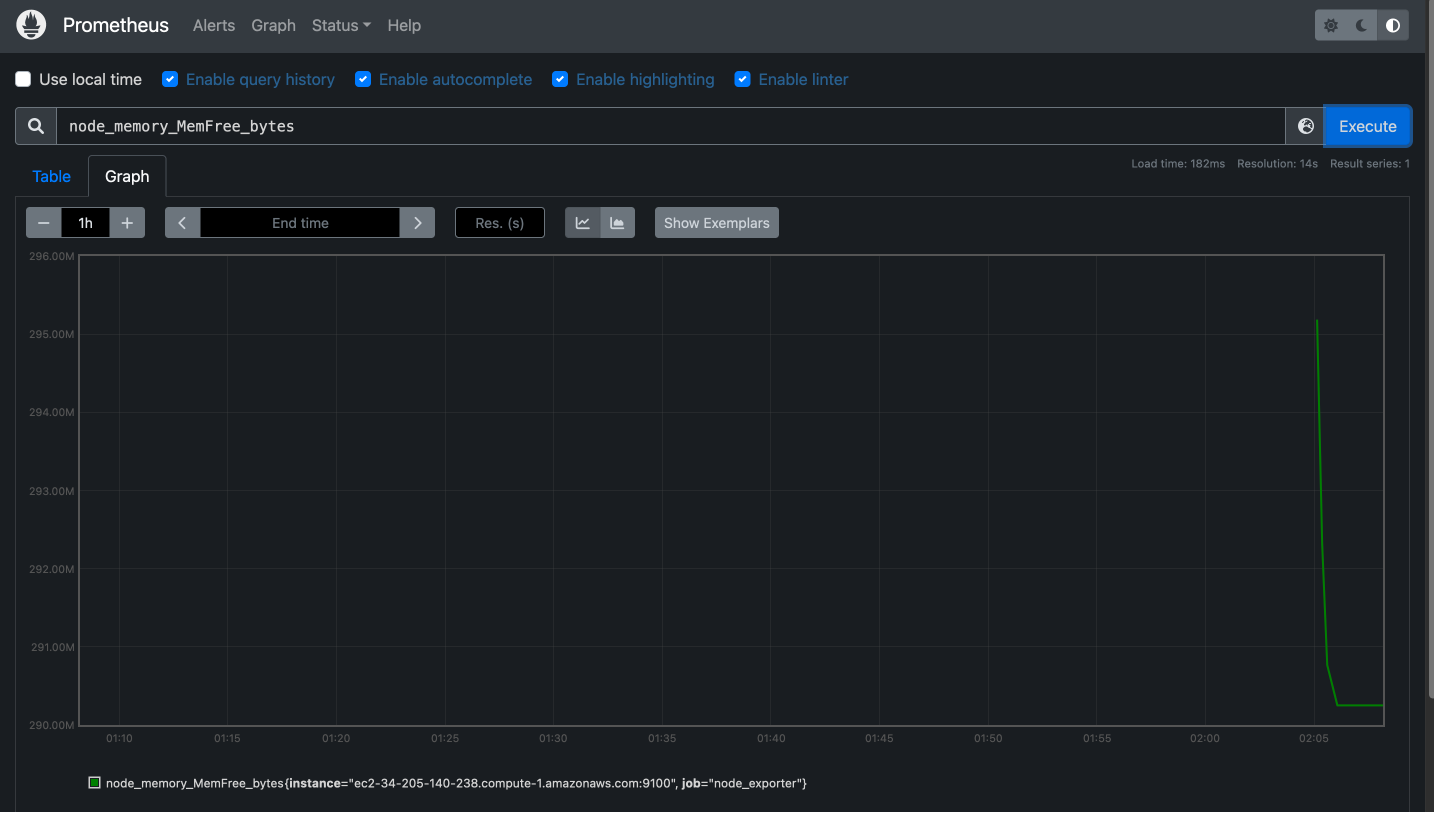 Prometheus Alerts Graph Status Help
Use local time Enable query history Enable autocomplete Enable highlighting Enable linter
node_memory_MemFree_bytes Execute
Load time: 182ms Resolution: 14s Result series: 1
Table Graph
− 1h + End time Res. (s) Show Exemplars
296.00M
295.00M
294.00M
293.00M
292.00M
291.00M
290.00M
01:10 01:15 01:20 01:25 01:30 01:35 01:40 01:45 01:50 01:55 02:00 02:05
node_memory_MemFree_bytes{instance="ec2-34-205-140-238.compute-1.amazonaws.com:9100", job="node_exporter"}